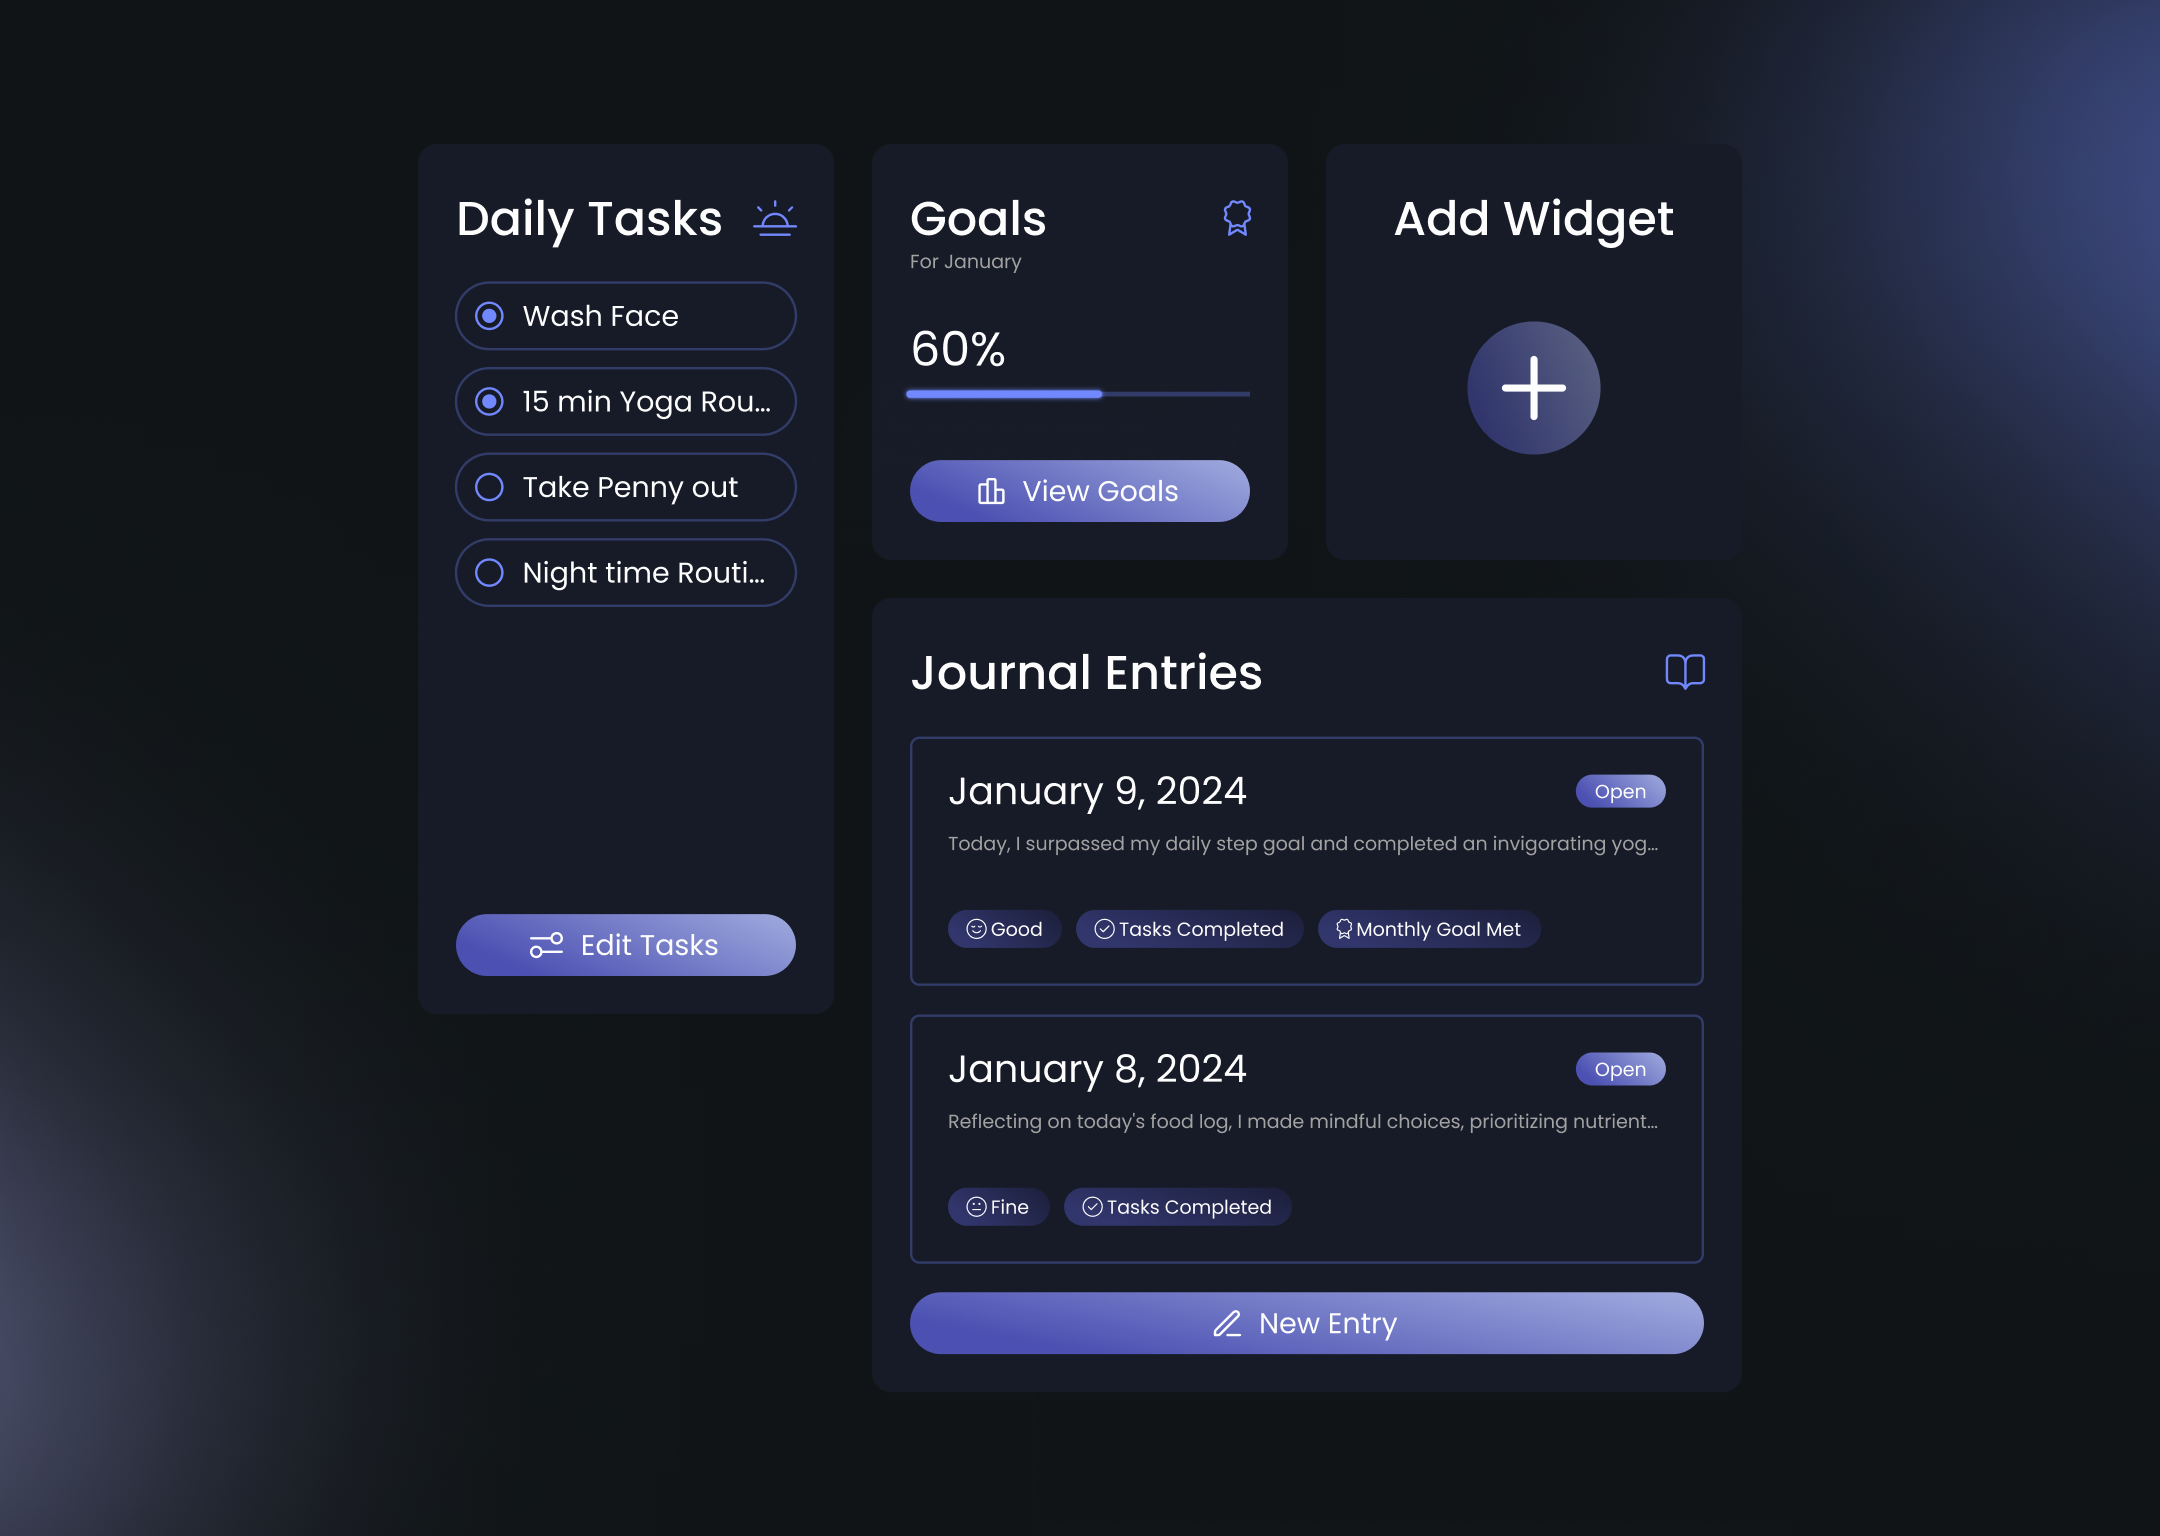 Daily Tasks
Wash Face
15 min Yoga Rou...
Take Penny out
Night time Routi...
Edit Tasks
Goals
For January
60%
View Goals
Add Widget
Journal Entries
January 9, 2024
Open
Today, I surpassed my daily step goal and completed an invigorating yog...
Good
Tasks Completed
Monthly Goal Met
January 8, 2024
Open
Reflecting on today's food log, I made mindful choices, prioritizing nutrient...
Fine
Tasks Completed
New Entry